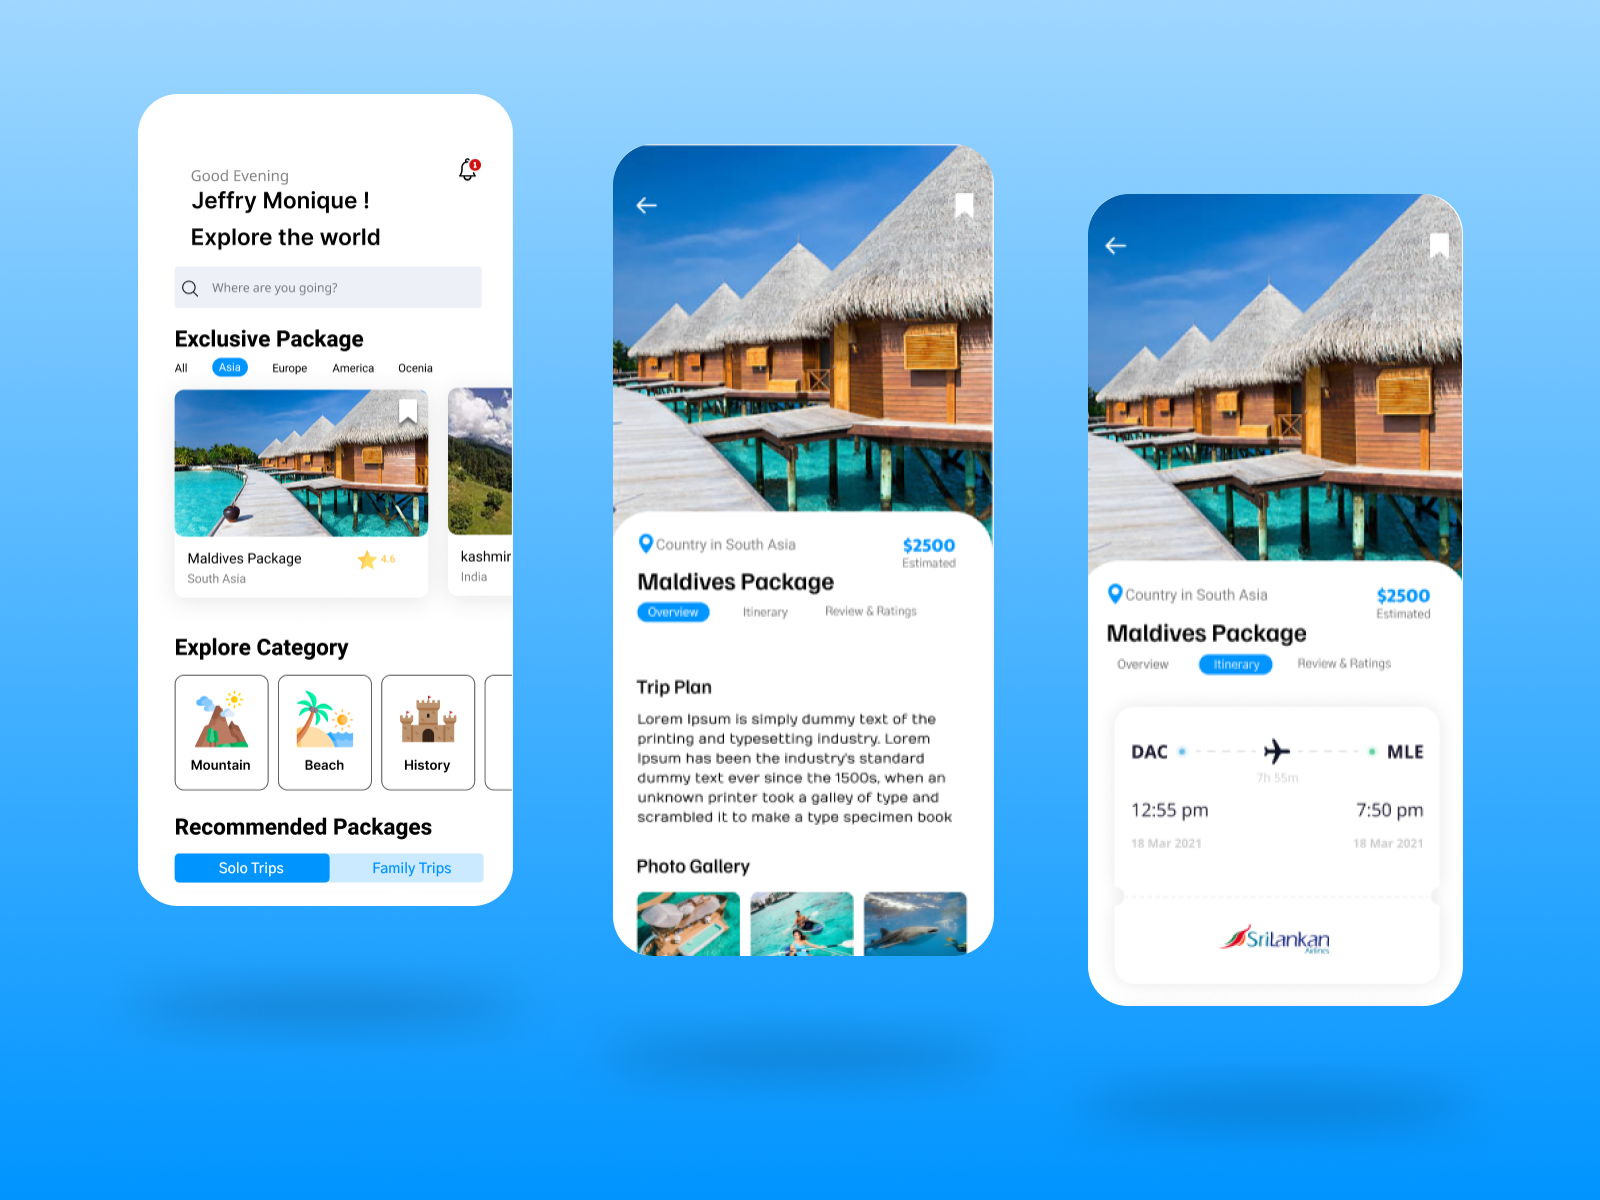 Good Evening
1
Jeffry Monique !
Explore the world
Where are you going?
Exclusive Package
All Asia Europe America Ocenia
Maldives Package 4.6
South Asia
kashmir
India
Explore Category
Mountain Beach History
Recommended Packages
Solo Trips Family Trips
Country in South Asia $2500
Estimated
Maldives Package
Overview Itinerary Review & Ratings
Trip Plan
Lorem Ipsum is simply dummy text of the
printing and typesetting industry. Lorem
Ipsum has been the industry's standard
dummy text ever since the 1500s, when an
unknown printer took a galley of type and
scrambled it to make a type specimen book
Photo Gallery
Country in South Asia $2500
Estimated
Maldives Package
Overview Itinerary Review & Ratings
DAC MLE
7h 55m
12:55 pm 7:50 pm
18 Mar 2021 18 Mar 2021
SriLankan
Airlines